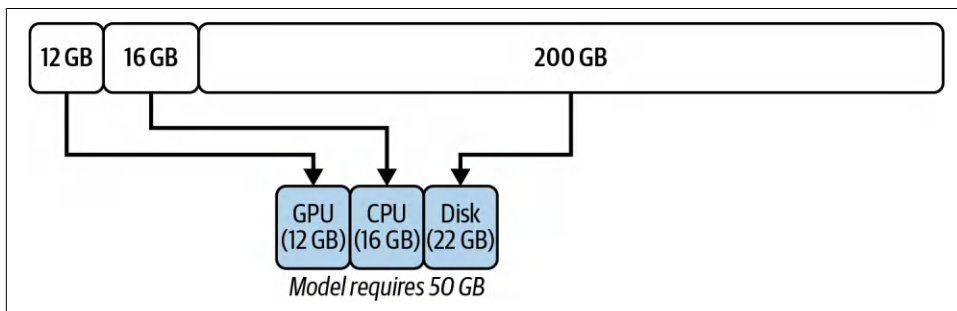 12 GB
16 GB
200 GB
GPU
(12 GB)
CPU
(16 GB)
Disk
(22 GB)
Model requires 50 GB